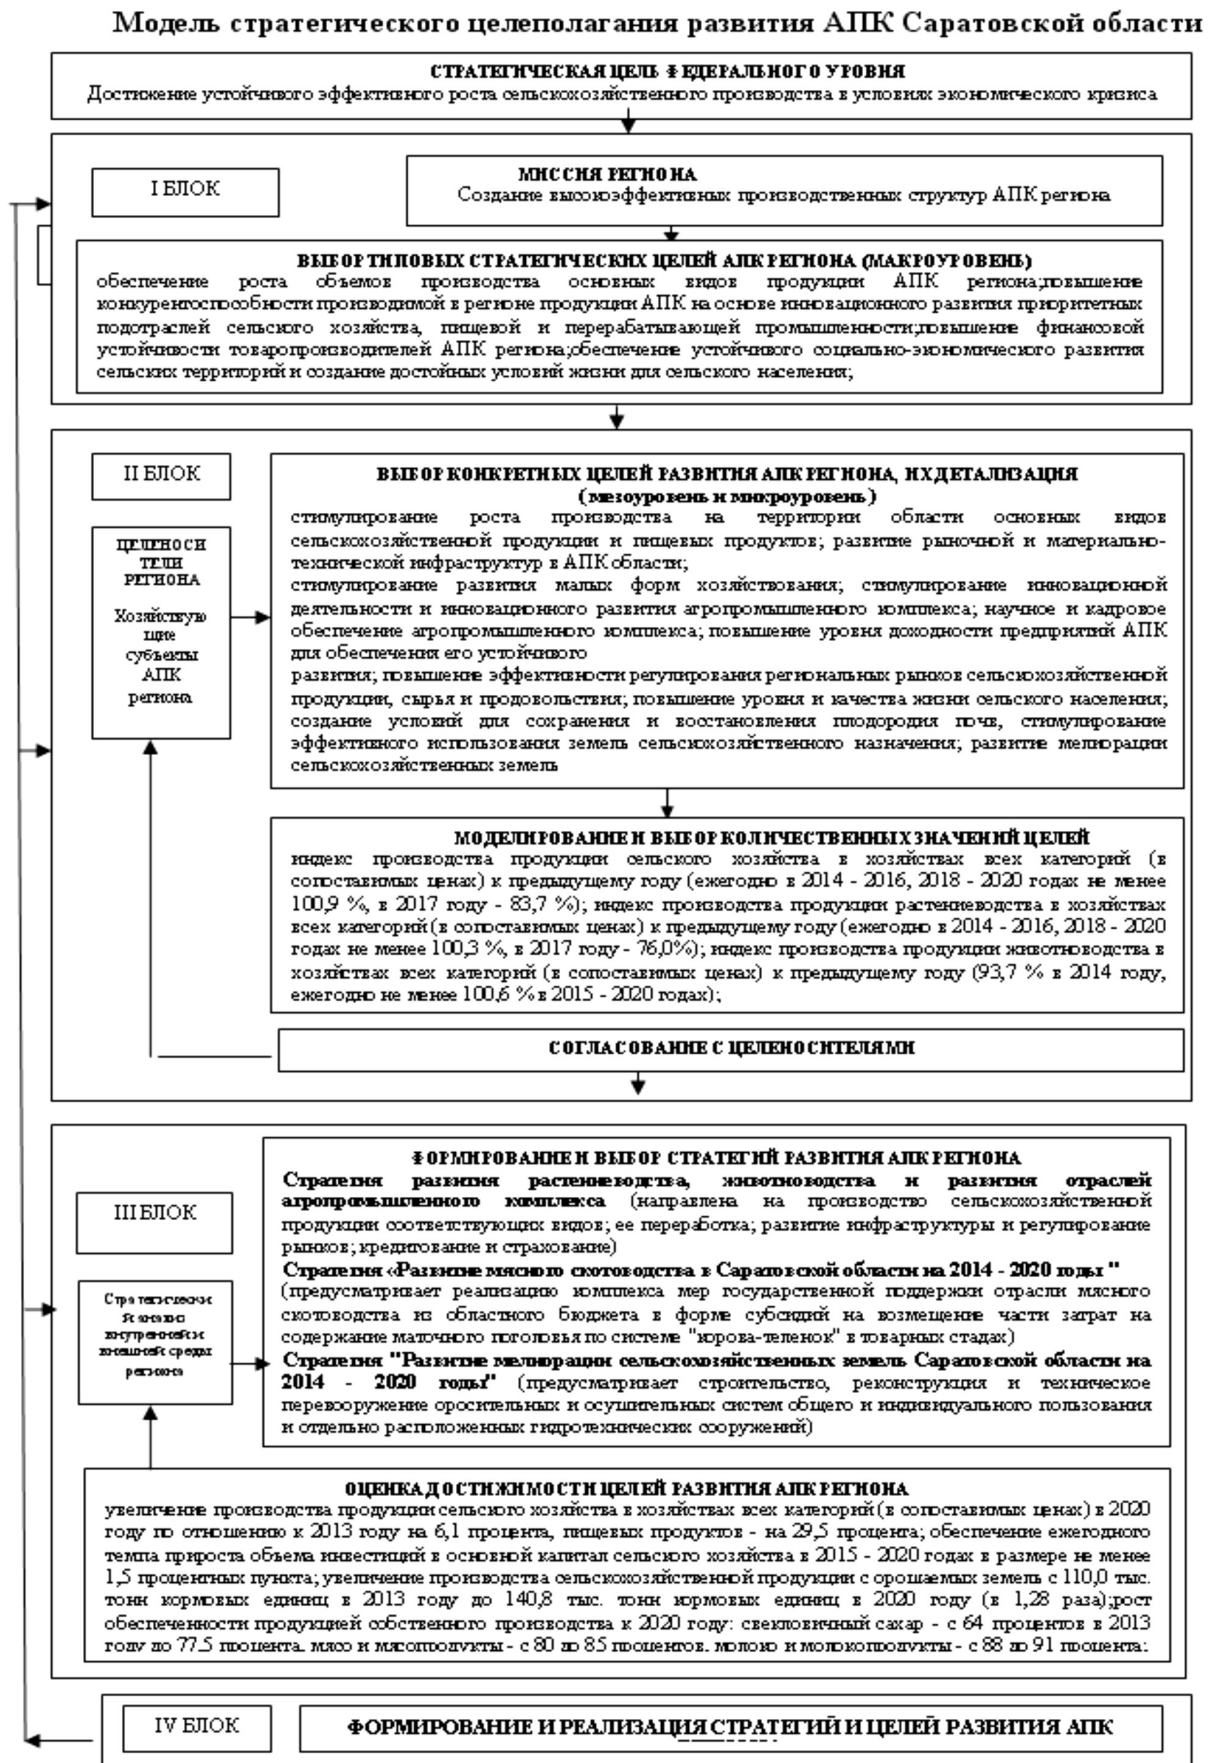 Модель стратегического целеполагания развития АПК Саратовской области
СТРАТЕГИЧЕСКАЯ ЦЕЛЬ ФЕДЕРАЛЬНОГО УРОВНЯ
Достижение устойчивого эффективного роста сельскохозяйственного производства в условиях экономического кризиса
I БЛОК
МИССИЯ РЕГИОНА
Создание высокоэффективных производственных структур АПК региона
ВЫБОР ТИПОВЫХ СТРАТЕГИЧЕСКИХ ЦЕЛЕЙ АПК РЕГИОНА (МАКРОУРОВЕНЬ)
обеспечение роста объемов производства основных видов продукции АПК региона;повышение
конкурентоспособности производимой в регионе продукции АПК на основе инновационного развития приоритетных
подотраслей сельского хозяйства, пищевой и перерабатывающей промышленности;повышение финансовой
устойчивости товаропроизводителей АПК региона;обеспечение устойчивого социально-экономического развития
сельских территорий и создание достойных условий жизни для сельского населения;
II БЛОК
ЦЕЛЕНОСИ
ТЕЛИ
РЕГИОНА
Хозяйствую
щие
субъекты
АПК
региона
ВЫБОР КОНКРЕТНЫХ ЦЕЛЕЙ РАЗВИТИЯ АПК РЕГИОНА, ИХ ДЕТАЛИЗАЦИЯ
(мезоуровень и микроуровень)
стимулирование роста производства на территории области основных видов
сельскохозяйственной продукции и пищевых продуктов; развитие рыночной и материально-
технической инфраструктур в АПК области;
стимулирование развития малых форм хозяйствования; стимулирование инновационной
деятельности и инновационного развития агропромышленного комплекса; научное и кадровое
обеспечение агропромышленного комплекса; повышение уровня доходности предприятий АПК
для обеспечения его устойчивого
развития; повышение эффективности регулирования региональных рынков сельскохозяйственной
продукции, сырья и продовольствия; повышение уровня и качества жизни сельского населения;
создание условий для сохранения и восстановления плодородия почв, стимулирование
эффективного использования земель сельскохозяйственного назначения; развитие мелиорации
сельскохозяйственных земель
МОДЕЛИРОВАНИЕ И ВЫБОР КОЛИЧЕСТВЕННЫХ ЗНАЧЕНИЙ ЦЕЛЕЙ
индекс производства продукции сельского хозяйства в хозяйствах всех категорий (в
сопоставимых ценах) к предыдущему году (ежегодно в 2014 - 2016, 2018 - 2020 годах не менее
100,9 %, в 2017 году - 83,7 %); индекс производства продукции растениеводства в хозяйствах
всех категорий (в сопоставимых ценах) к предыдущему году (ежегодно в 2014 - 2016, 2018 - 2020
годах не менее 100,3 %, в 2017 году - 76,0%); индекс производства продукции животноводства в
хозяйствах всех категорий (в сопоставимых ценах) к предыдущему году (93,7 % в 2014 году,
ежегодно не менее 100,6 % в 2015 - 2020 годах);
СОГЛАСОВАНИЕ С ЦЕЛЕНОСИТЕЛЯМИ
III БЛОК
Стратегически
й анализ
внутренней и
внешней среды
региона
ФОРМИРОВАНИЕ И ВЫБОР СТРАТЕГИЙ РАЗВИТИЯ АПК РЕГИОНА
Стратегия развития растениеводства, животноводства и развития отраслей
агропромышленного комплекса (направлена на производство сельскохозяйственной
продукции соответствующих видов; ее переработка; развитие инфраструктуры и регулирование
рынков; кредитование и страхование)
Стратегия «Развитие мясного скотоводства в Саратовской области на 2014 - 2020 годы "
(предусматривает реализацию комплекса мер государственной поддержки отрасли мясного
скотоводства из областного бюджета в форме субсидий на возмещение части затрат на
содержание маточного поголовья по системе "корова-теленок" в товарных стадах)
Стратегия "Развитие мелиорации сельскохозяйственных земель Саратовской области на
2014 - 2020 годы" (предусматривает строительство, реконструкция и техническое
перевооружение оросительных и осушительных систем общего и индивидуального пользования
и отдельно расположенных гидротехнических сооружений)
ОЦЕНКА ДОСТИЖИМОСТИ ЦЕЛЕЙ РАЗВИТИЯ АПК РЕГИОНА
увеличение производства продукции сельского хозяйства в хозяйствах всех категорий (в сопоставимых ценах) в 2020
году по отношению к 2013 году на 6,1 процента, пищевых продуктов - на 29,5 процента; обеспечение ежегодного
темпа прироста объема инвестиций в основной капитал сельского хозяйства в 2015 - 2020 годах в размере не менее
1,5 процентных пункта; увеличение производства сельскохозяйственной продукции с орошаемых земель с 110,0 тыс.
тонн кормовых единиц в 2013 году до 140,8 тыс. тонн кормовых единиц в 2020 году (в 1,28 раза);рост
обеспеченности продукцией собственного производства к 2020 году: свекловичный сахар - с 64 процентов в 2013
году до 77,5 процента, мясо и мясопродукты - с 80 до 85 процентов, молоко и молокопродукты - с 88 до 91 процента;
IV БЛОК
ФОРМИРОВАНИЕ И РЕАЛИЗАЦИЯ СТРАТЕГИЙ И ЦЕЛЕЙ РАЗВИТИЯ АПК